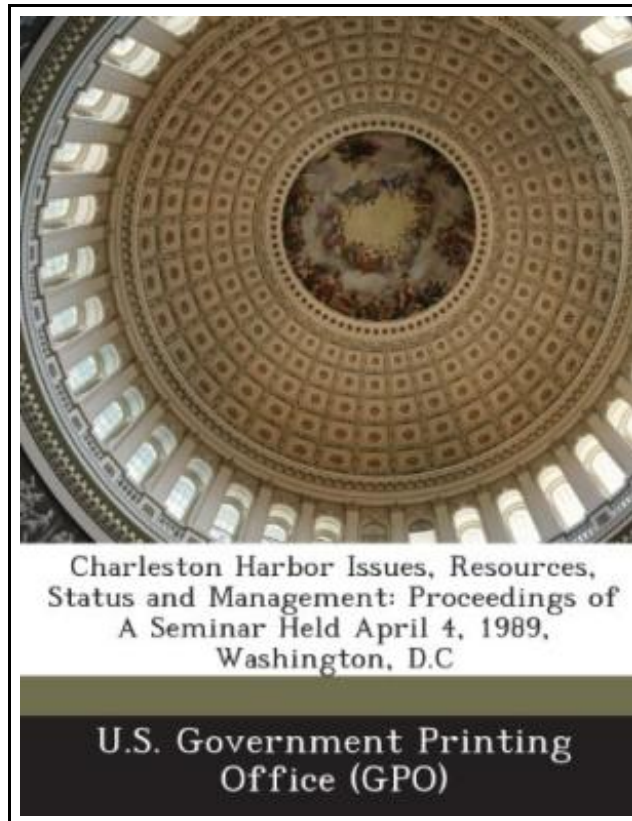 Charleston Harbor Issues, Resources,
Status and Management: Proceedings of
A Seminar Held April 4, 1989,
Washington, D.C
U.S. Government Printing
Office (GPO)